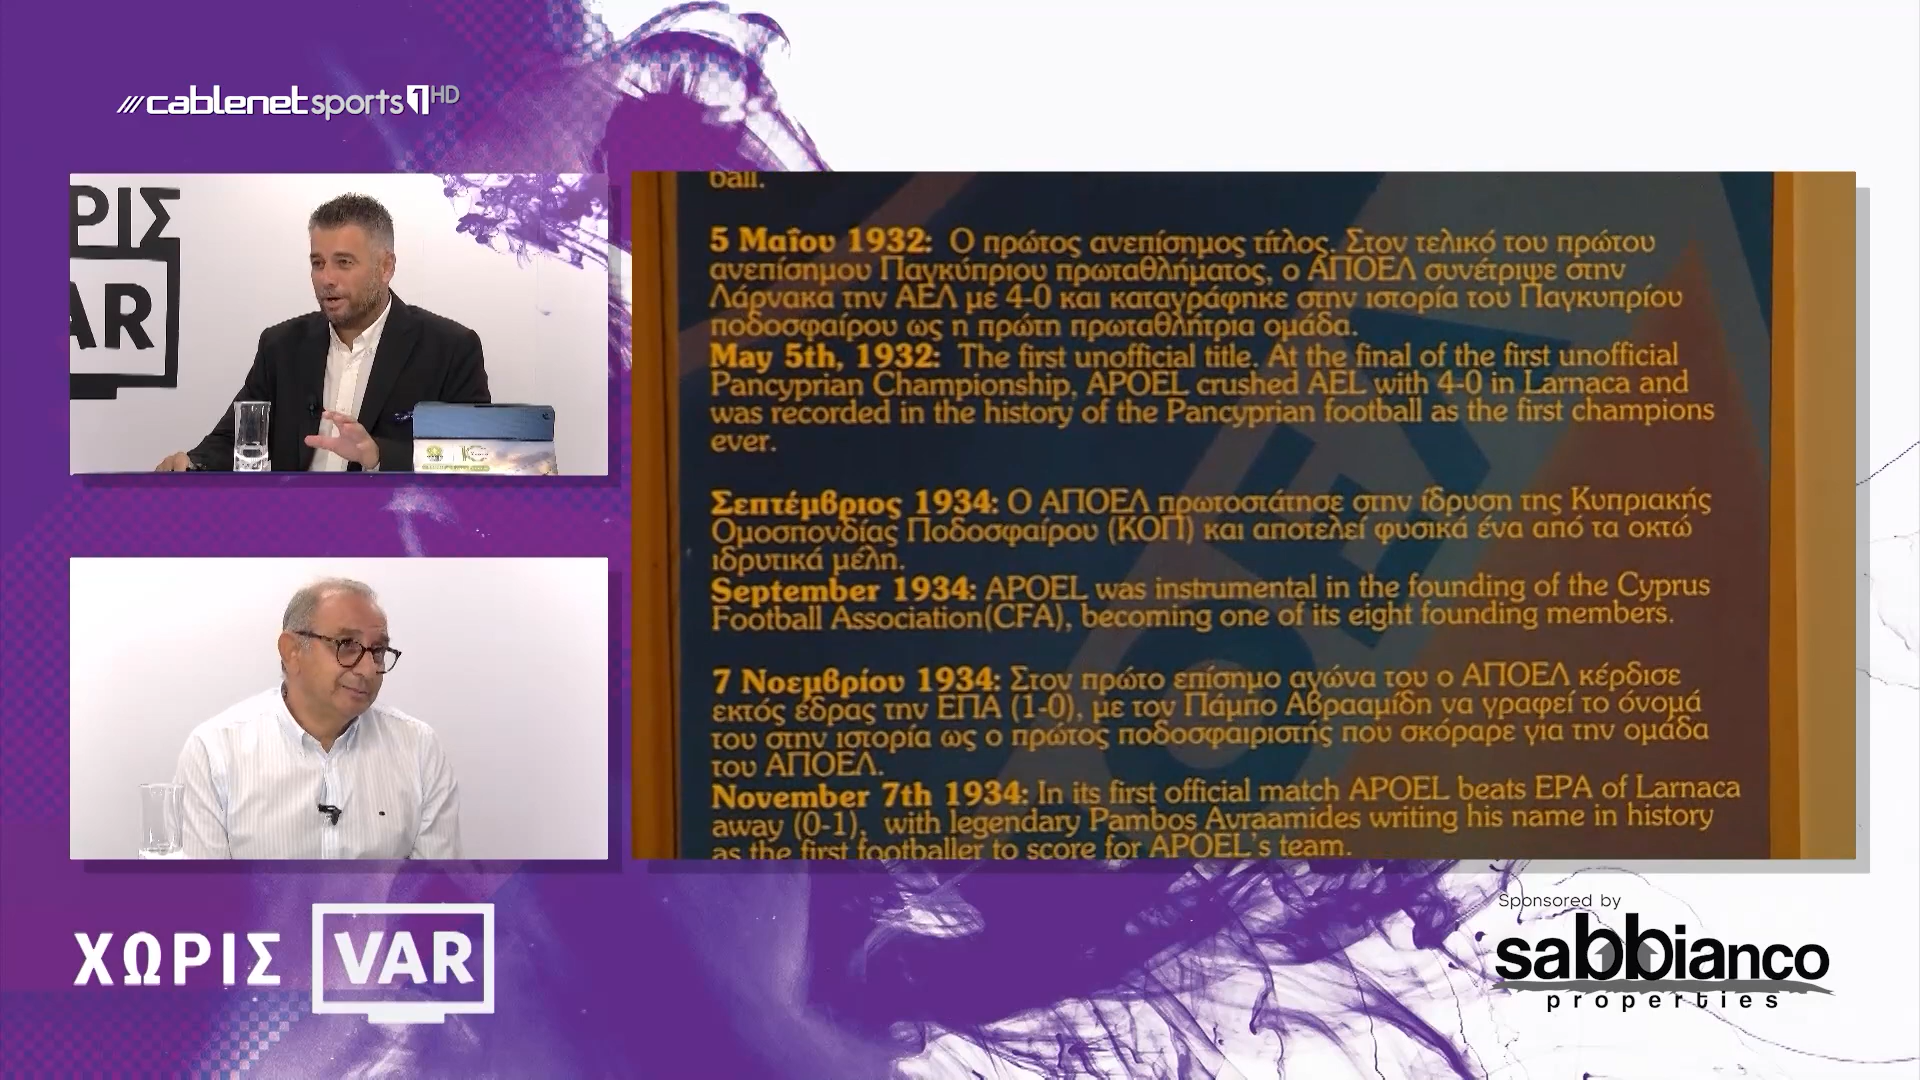 cablenet sports 1 HD
ΡΙΣ
AR
ball.
5 Μαΐου 1932: Ο πρώτος ανεπίσημος τίτλος. Στον τελικό του πρώτου
ανεπίσημου Παγκύπριου πρωταθλήματος, ο ΑΠΟΕΛ συνέτριψε στην
Λάρνακα την ΑΕΛ με 4-0 και καταγράφηκε στην ιστορία του Παγκυπρίου
ποδοσφαίρου ως η πρώτη πρωταθλήτρια ομάδα.
May 5th, 1932: The first unofficial title. At the final of the first unofficial
Pancyprian Championship, APOEL crushed AEL with 4-0 in Larnaca and
was recorded in the history of the Pancyprian football as the first champions
ever.
Σεπτέμβριος 1934: Ο ΑΠΟΕΛ πρωτοστάτησε στην ίδρυση της Κυπριακής
Ομοσπονδίας Ποδοσφαίρου (ΚΟΠ) και αποτελεί φυσικά ένα από τα οκτώ
ιδρυτικά μέλη.
September 1934: APOEL was instrumental in the founding of the Cyprus
Football Association(CFA), becoming one of its eight founding members.
7 Νοεμβρίου 1934: Στον πρώτο επίσημο αγώνα του ο ΑΠΟΕΛ κέρδισε
εκτός έδρας την ΕΠΑ (1-0), με τον Πάμπο Αβρααμίδη να γραφεί το όνομά
του στην ιστορία ως ο πρώτος ποδοσφαιριστής που σκόραρε για την ομάδα
του ΑΠΟΕΛ.
November 7th 1934: In its first official match APOEL beats EPA of Larnaca
away (0-1), with legendary Pambos Avraamides writing his name in history
as the first footballer to score for APOEL's team.
ΧΩΡΙΣ VAR
Sponsored by
sabbianco
properties